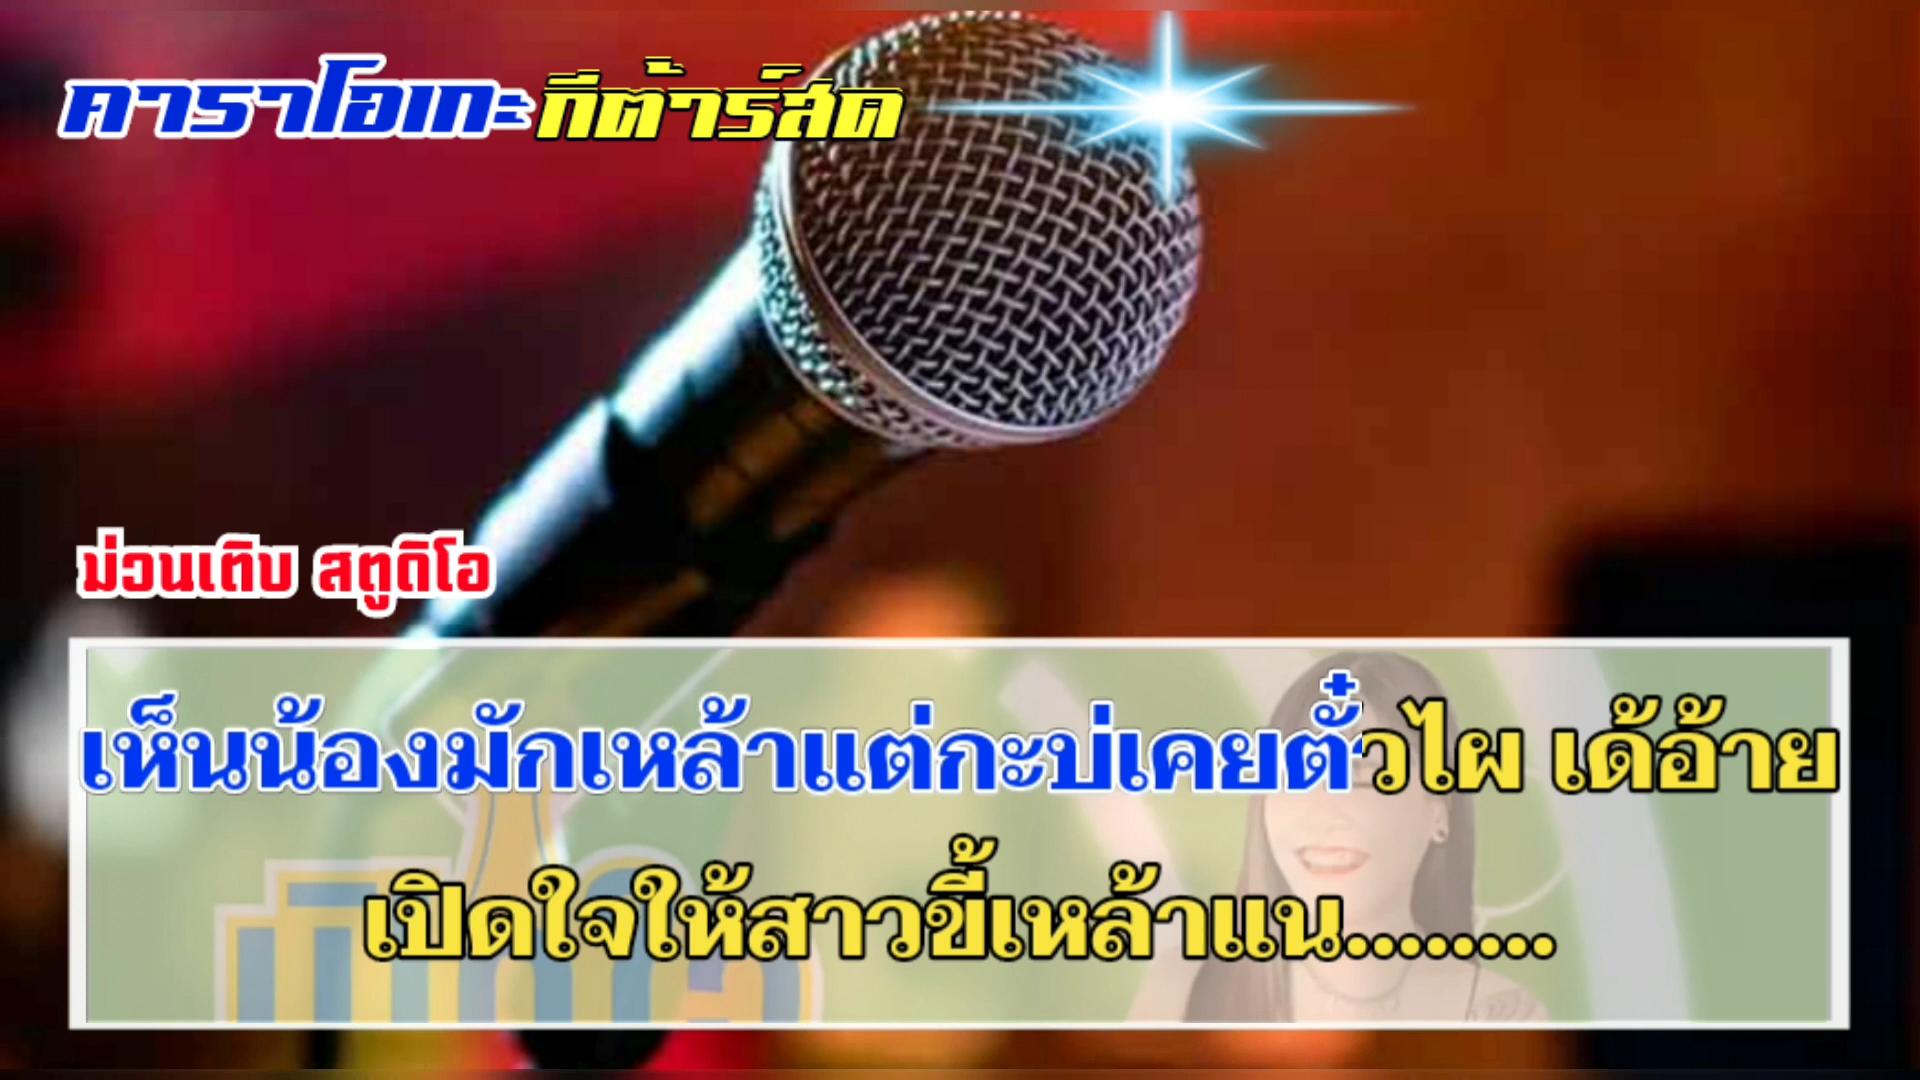 คาราโอเกะกีต้าร์สด
ม่วนเติบ สตูดิโอ
เห็นน้องมักเหล้าแต่กะบ่เคยตั๋วไผ เด้อ้าย
เปิดใจให้สาวขี้เหล้าแน........